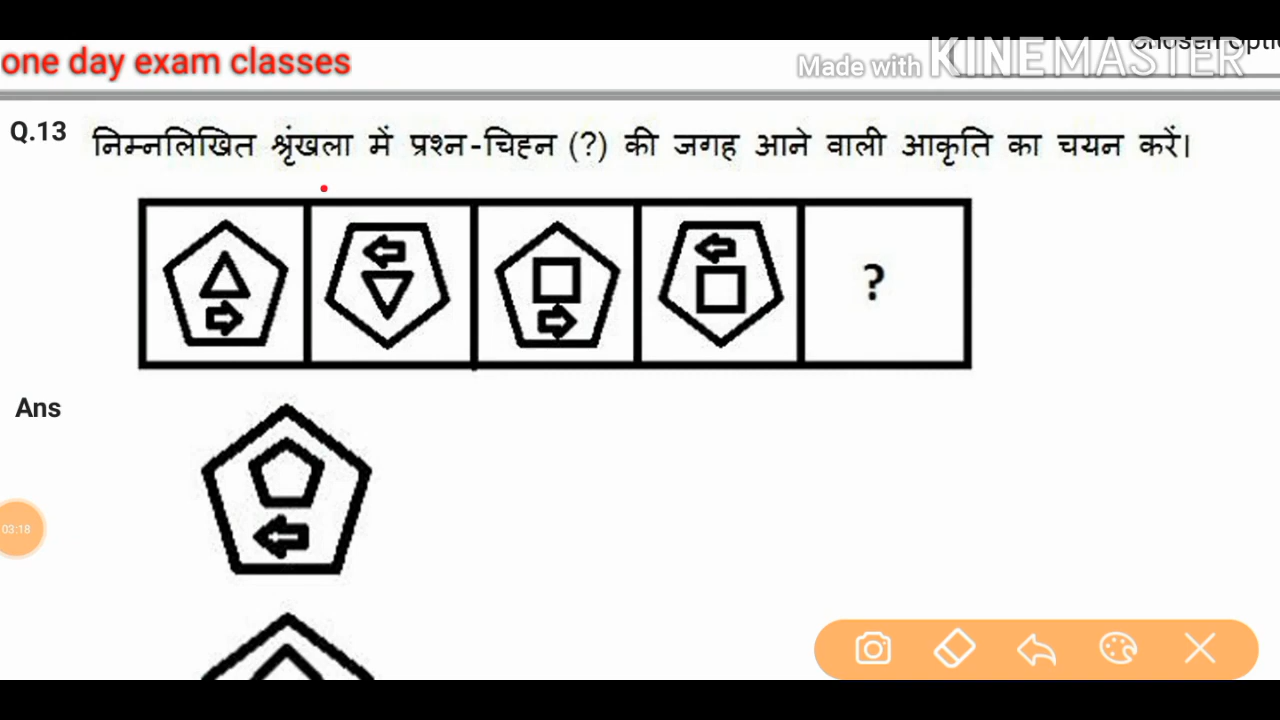 one day exam classes
Made with KINEMASTER
Q.13 निम्नलिखित श्रृंखला में प्रश्न-चिह्न (?) की जगह आने वाली आकृति का चयन करें।
?
Ans
03:18